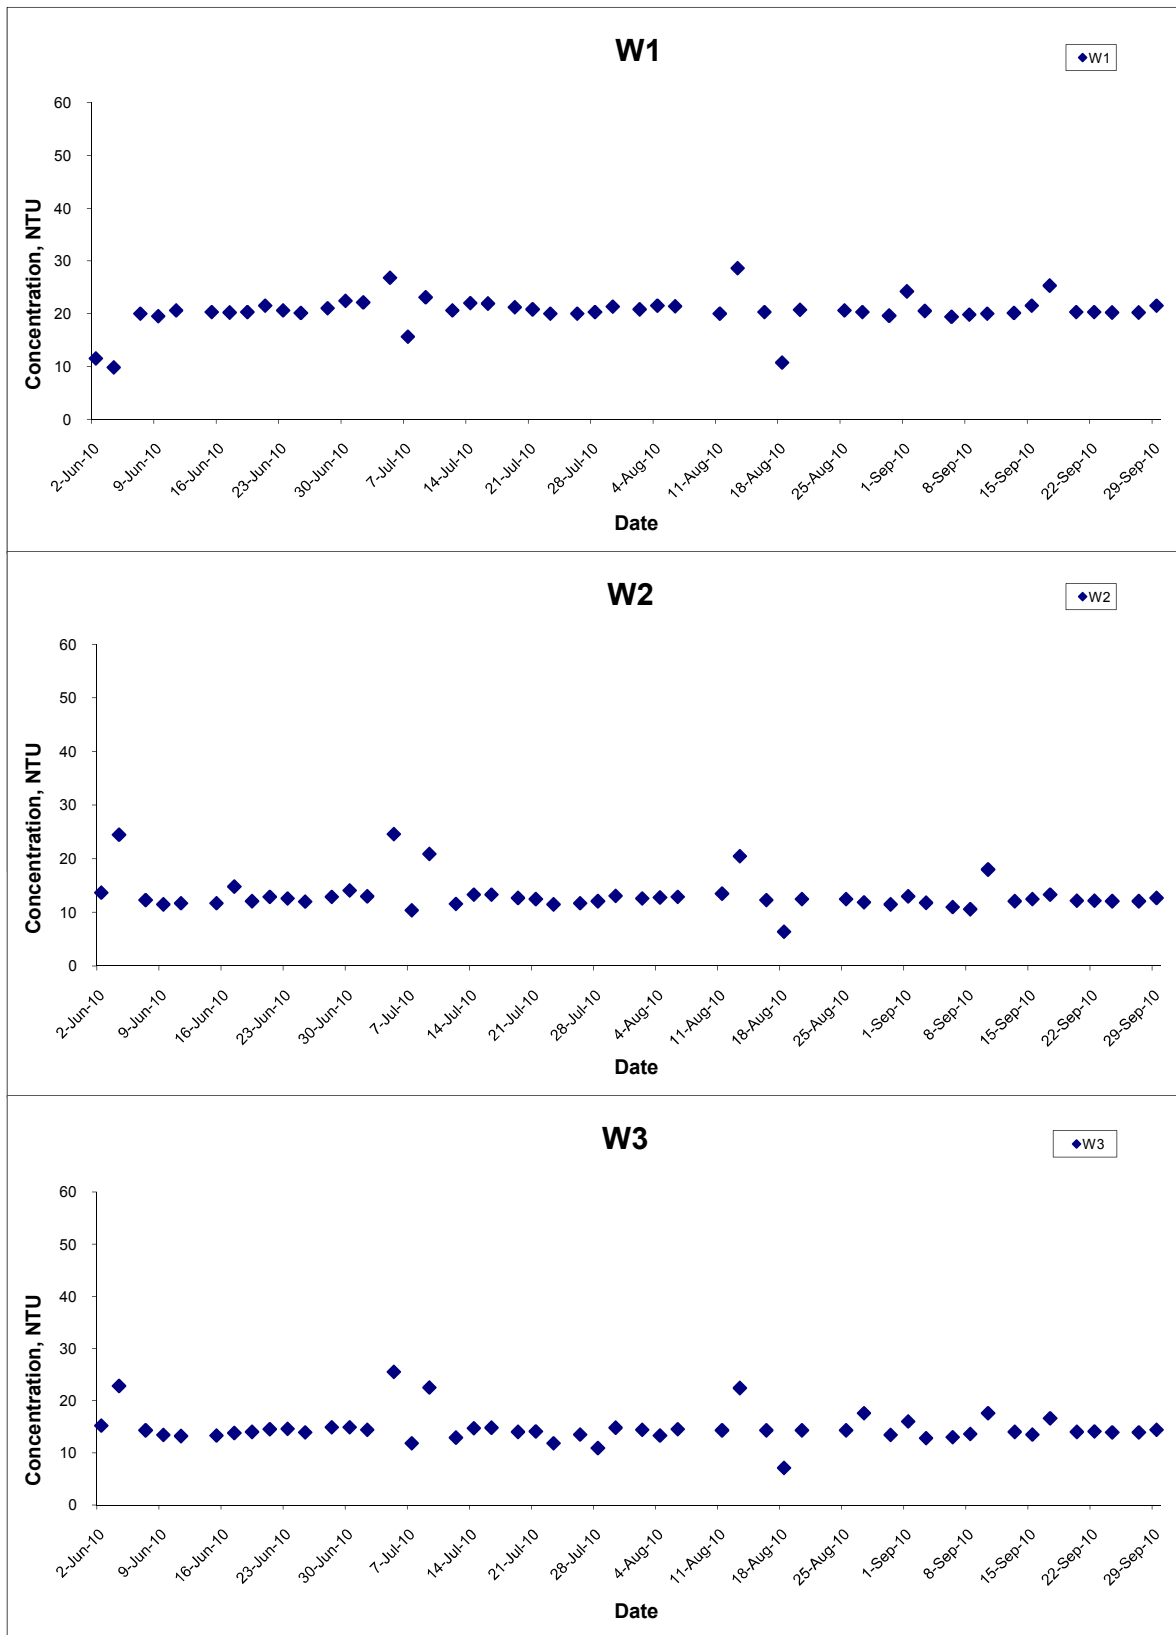 W1
W1
60
50
40
30
20
10
0
Concentration, NTU
2-Jun-10
9-Jun-10
16-Jun-10
23-Jun-10
30-Jun-10
7-Jul-10
14-Jul-10
21-Jul-10
28-Jul-10
4-Aug-10
11-Aug-10
18-Aug-10
25-Aug-10
1-Sep-10
8-Sep-10
15-Sep-10
22-Sep-10
29-Sep-10
Date
W2
W2
60
50
40
30
20
10
0
Concentration, NTU
2-Jun-10
9-Jun-10
16-Jun-10
23-Jun-10
30-Jun-10
7-Jul-10
14-Jul-10
21-Jul-10
28-Jul-10
4-Aug-10
11-Aug-10
18-Aug-10
25-Aug-10
1-Sep-10
8-Sep-10
15-Sep-10
22-Sep-10
29-Sep-10
Date
W3
W3
60
50
40
30
20
10
0
Concentration, NTU
2-Jun-10
9-Jun-10
16-Jun-10
23-Jun-10
30-Jun-10
7-Jul-10
14-Jul-10
21-Jul-10
28-Jul-10
4-Aug-10
11-Aug-10
18-Aug-10
25-Aug-10
1-Sep-10
8-Sep-10
15-Sep-10
22-Sep-10
29-Sep-10
Date